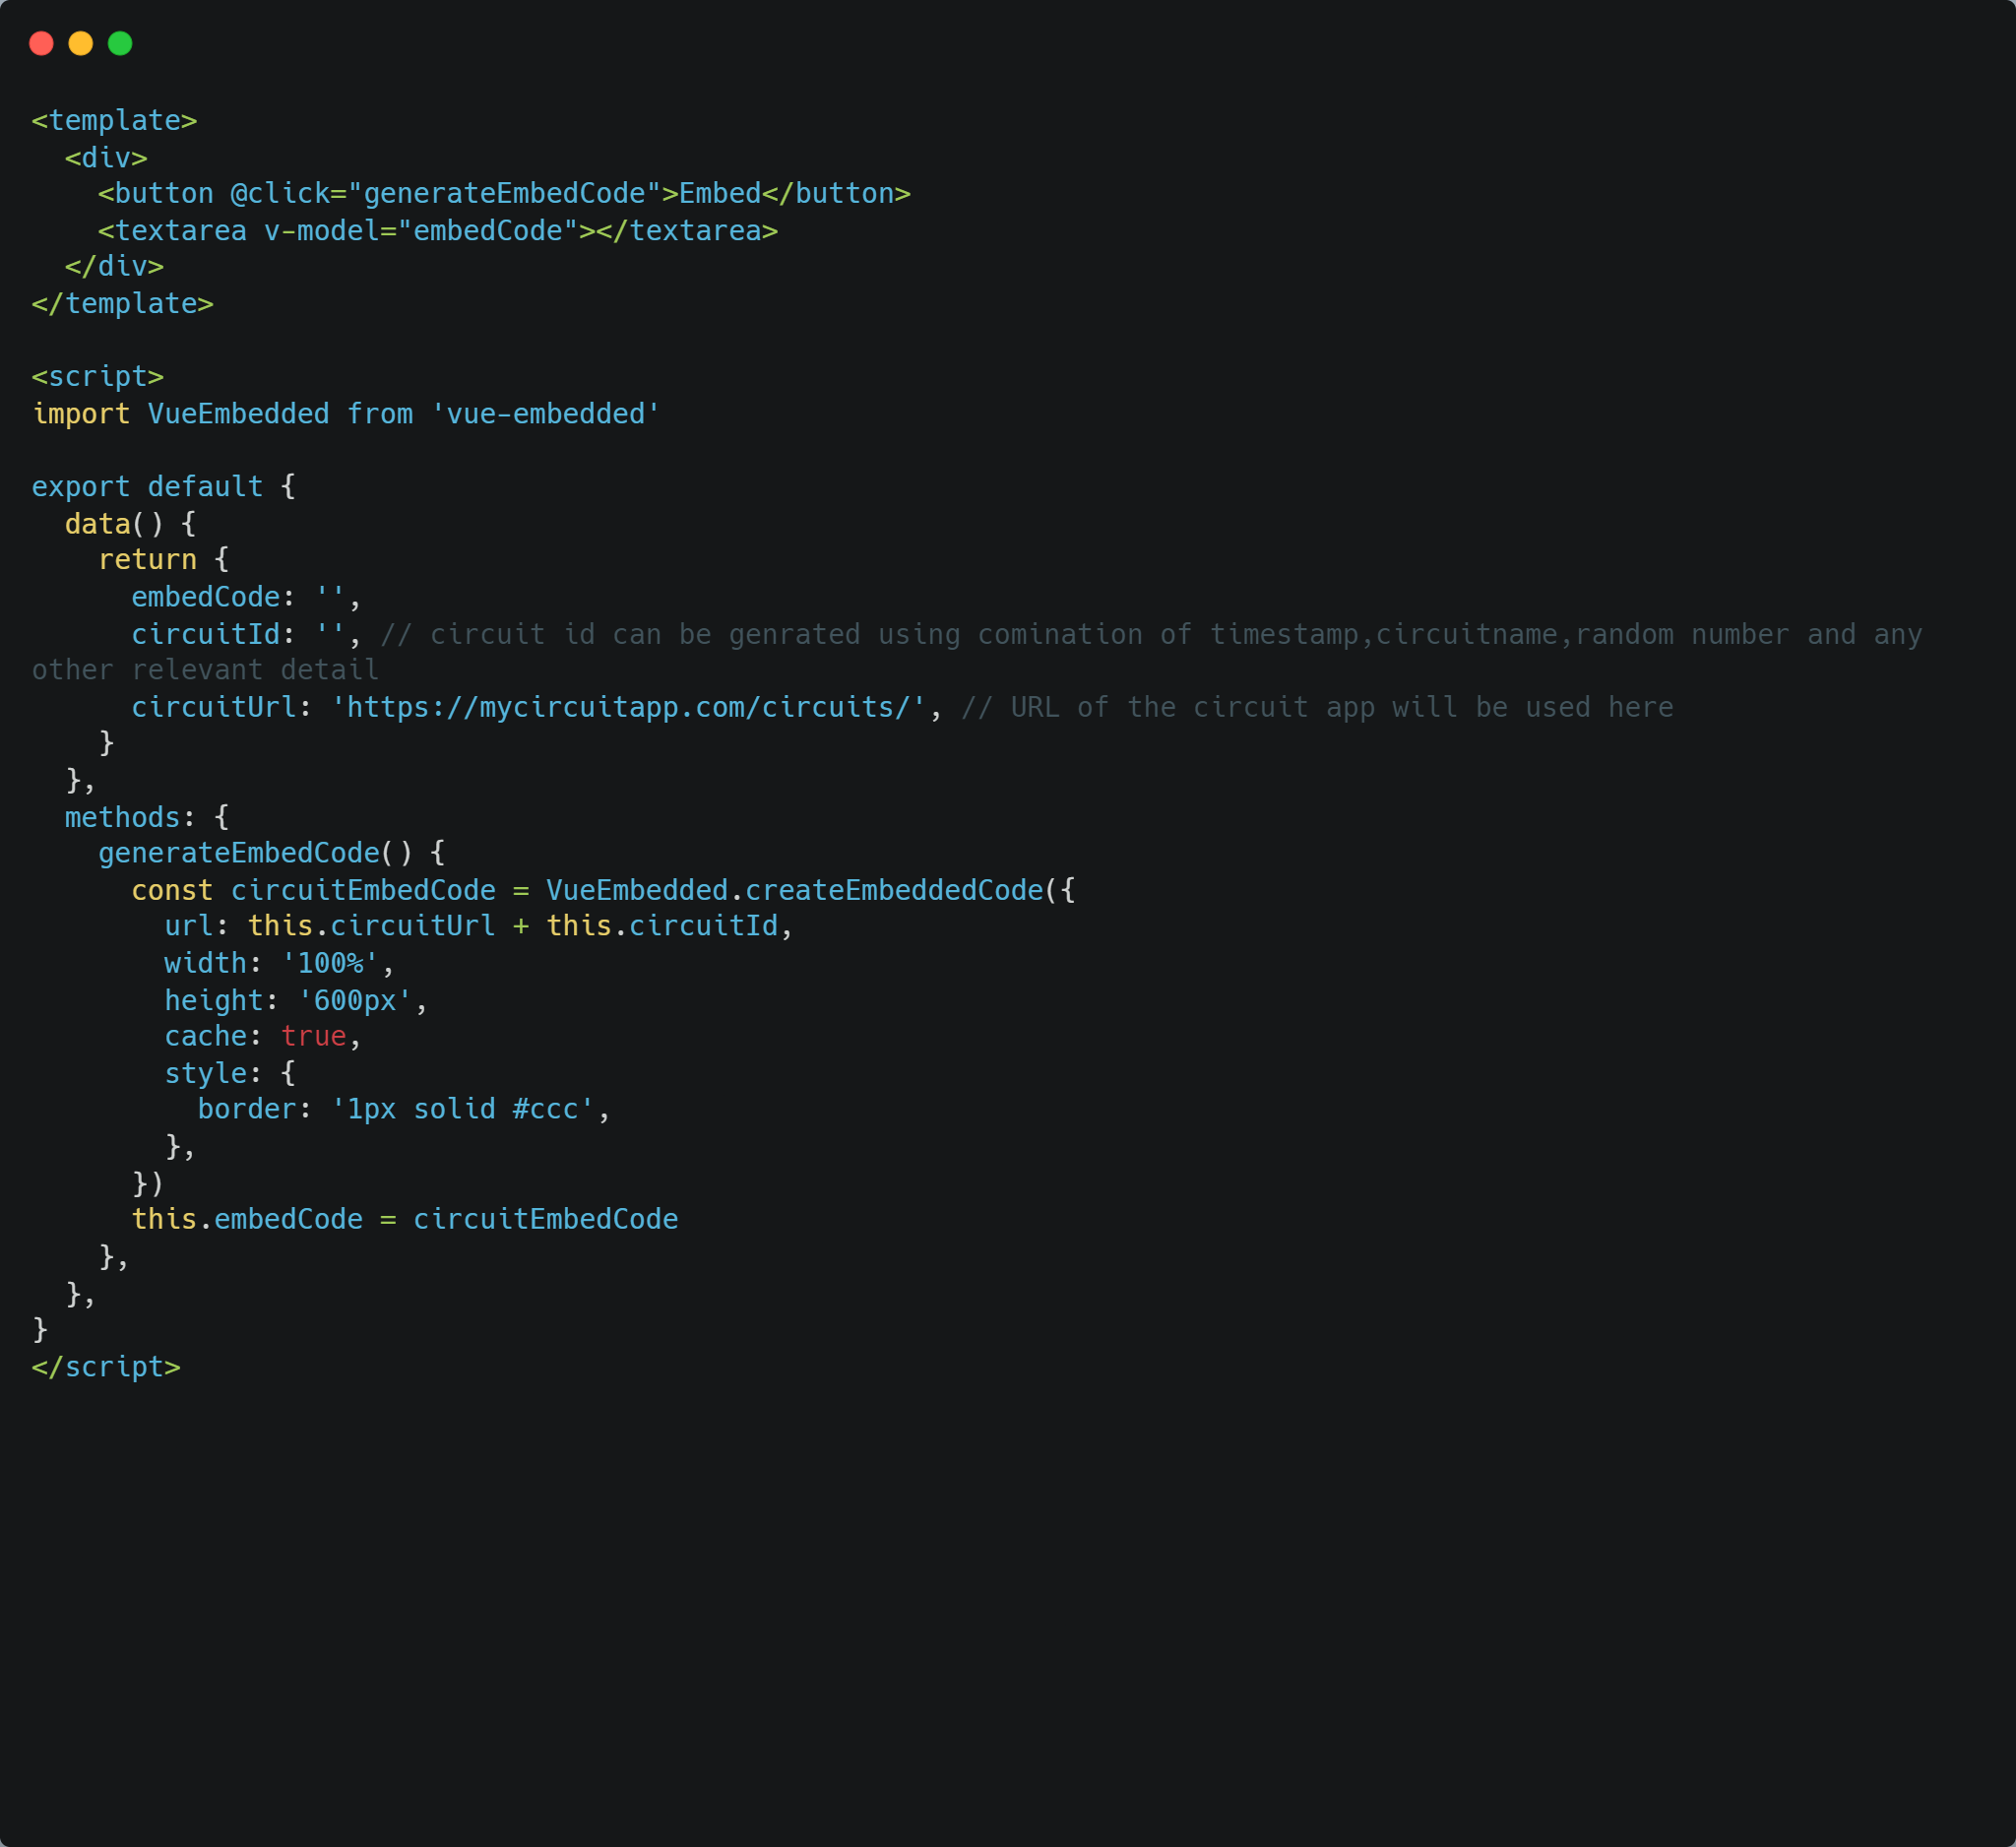 <template>
  <div>
    <button @click="generateEmbedCode">Embed</button>
    <textarea v-model="embedCode"></textarea>
  </div>
</template>

<script>
import VueEmbedded from 'vue-embedded'

export default {
  data() {
    return {
      embedCode: '',
      circuitId: '', // circuit id can be genrated using comination of timestamp,circuitname,random number and any
other relevant detail
      circuitUrl: 'https://mycircuitapp.com/circuits/', // URL of the circuit app will be used here
    }
  },
  methods: {
    generateEmbedCode() {
      const circuitEmbedCode = VueEmbedded.createEmbeddedCode({
        url: this.circuitUrl + this.circuitId,
        width: '100%',
        height: '600px',
        cache: true,
        style: {
          border: '1px solid #ccc',
        },
      })
      this.embedCode = circuitEmbedCode
    },
  },
}
</script>